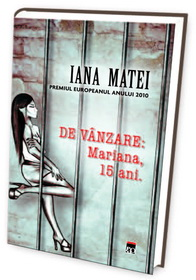 IANA MATEI
PREMIUL EUROPEANUL ANULUI 2010
DE VÂNZARE:
Mariana,
15 ani.